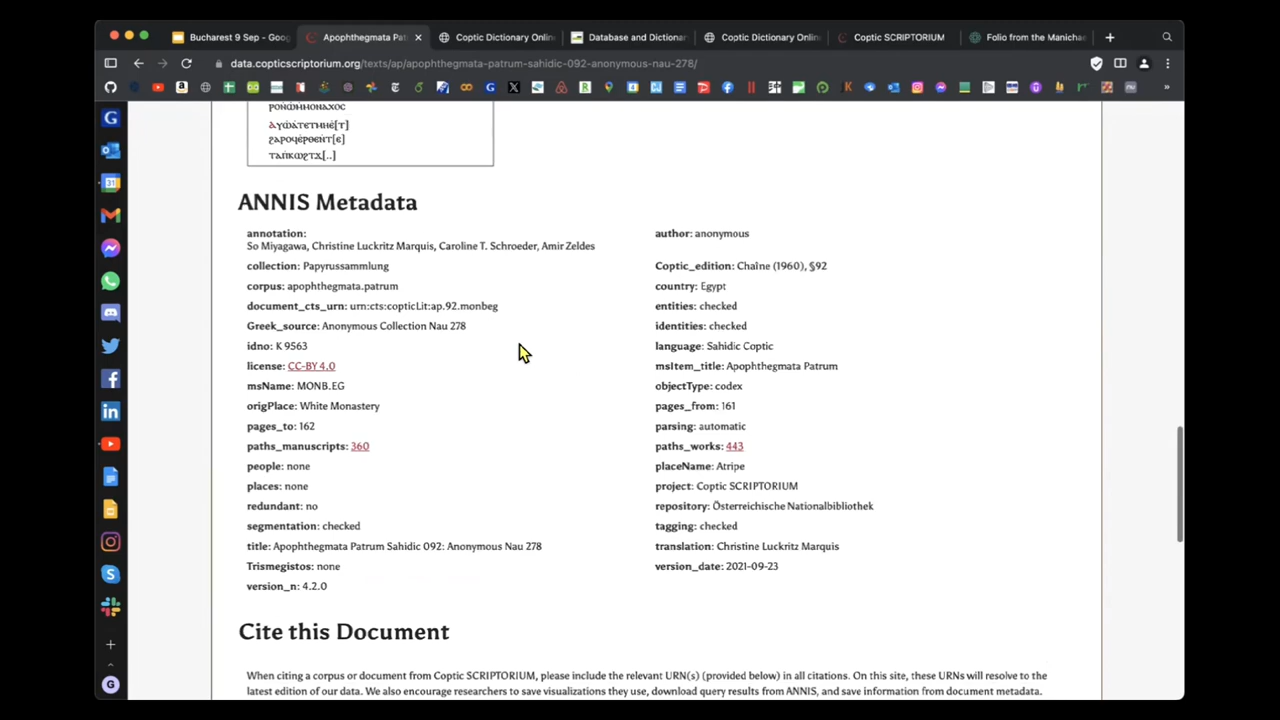 Bucharest 9 Sep - Goo
Apophthegmata Pat
Coptic Dictionary Onlin
Database and Dictionar
Coptic Dictionary Onlin
Coptic SCRIPTORIUM
Folio from the Manichae
data.copticscriptorium.org/texts/ap/apophthegmata-patrum-sahidic-092-anonymous-nau-278/
ⲁⲩⲱⲁⲧⲉⲧⲙⲛⲉ[ⲧ]
ϩⲁⲣⲟϥⲉⲣϩⲉⲛⲧ[ⲉ]
ⲧⲁⲛⲕⲱϩⲧϫ[..]
ANNIS Metadata
annotation:
So Miyagawa, Christine Luckritz Marquis, Caroline T. Schroeder, Amir Zeldes
author: anonymous
collection: Papyrussammlung
Coptic_edition: Chaîne (1960), §92
corpus: apophthegmata.patrum
country: Egypt
document_cts_urn: urn:cts:copticLit:ap.92.monbeg
entities: checked
Greek_source: Anonymous Collection Nau 278
identities: checked
idno: K 9563
language: Sahidic Coptic
license: CC-BY 4.0
msItem_title: Apophthegmata Patrum
msName: MONB.EG
objectType: codex
origPlace: White Monastery
pages_from: 161
pages_to: 162
parsing: automatic
paths_manuscripts: 360
paths_works: 443
people: none
placeName: Atripe
places: none
project: Coptic SCRIPTORIUM
redundant: no
repository: Österreichische Nationalbibliothek
segmentation: checked
tagging: checked
title: Apophthegmata Patrum Sahidic 092: Anonymous Nau 278
translation: Christine Luckritz Marquis
Trismegistos: none
version_date: 2021-09-23
version_n: 4.2.0
Cite this Document
When citing a corpus or document from Coptic SCRIPTORIUM, please include the relevant URN(s) (provided below) in all citations. On this site, these URNs will resolve to the
latest edition of our data. We also encourage researchers to save visualizations they use, download query results from ANNIS, and save information from document metadata.